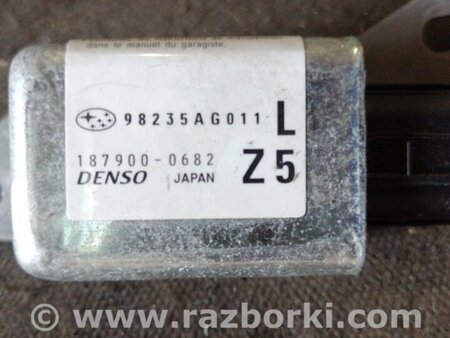 dans le manuel du garagiste.
98235AG011 L
187900-0682
DENSO JAPAN Z5
© www.razborki.com